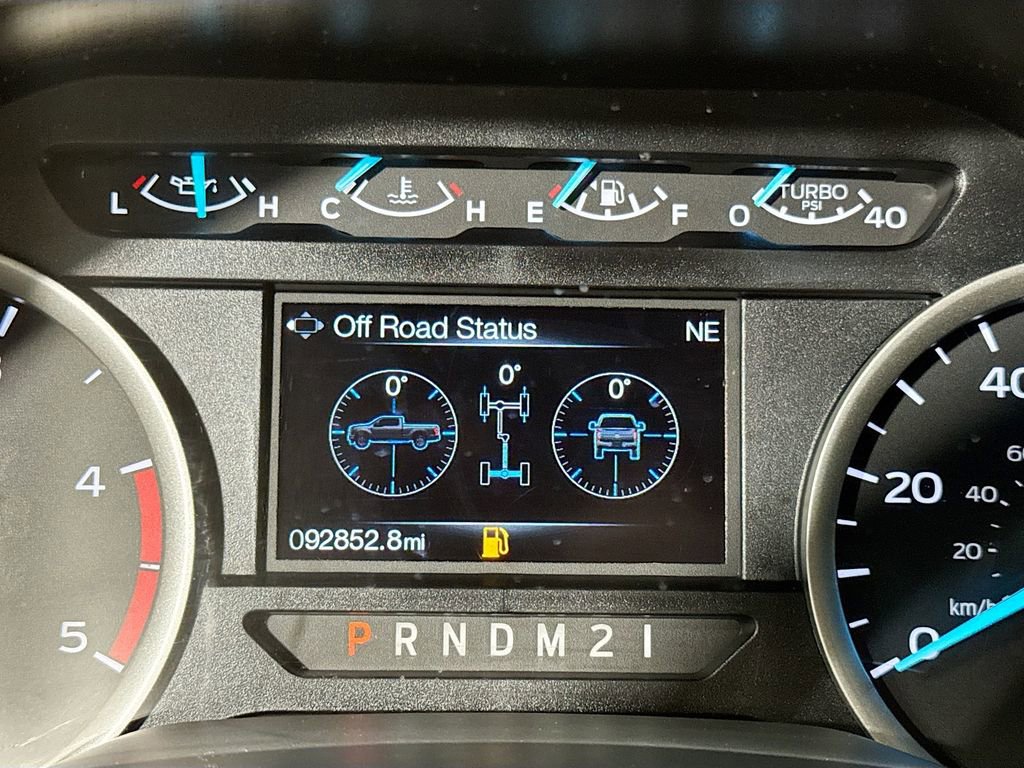 L H C H E F 0 TURBO PSI 40
Off Road Status NE
0° 0° 0°
092852.8mi
P R N D M 2 1
4
5
40
20
0
60
40
20
km/h